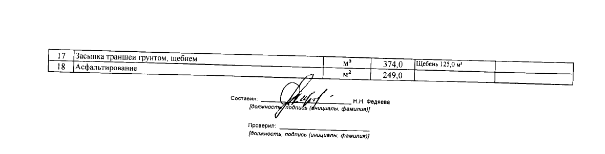 17 Засыпка траншеи грунтом, щебнем м³ 374,0 Щебень 125,0 м³
18 Асфальтирование м² 249,0
Составил: Н.Н. Федяева
[должность, подпись (инициалы, фамилия)]
Проверил:
[должность, подпись (инициалы, фамилия)]